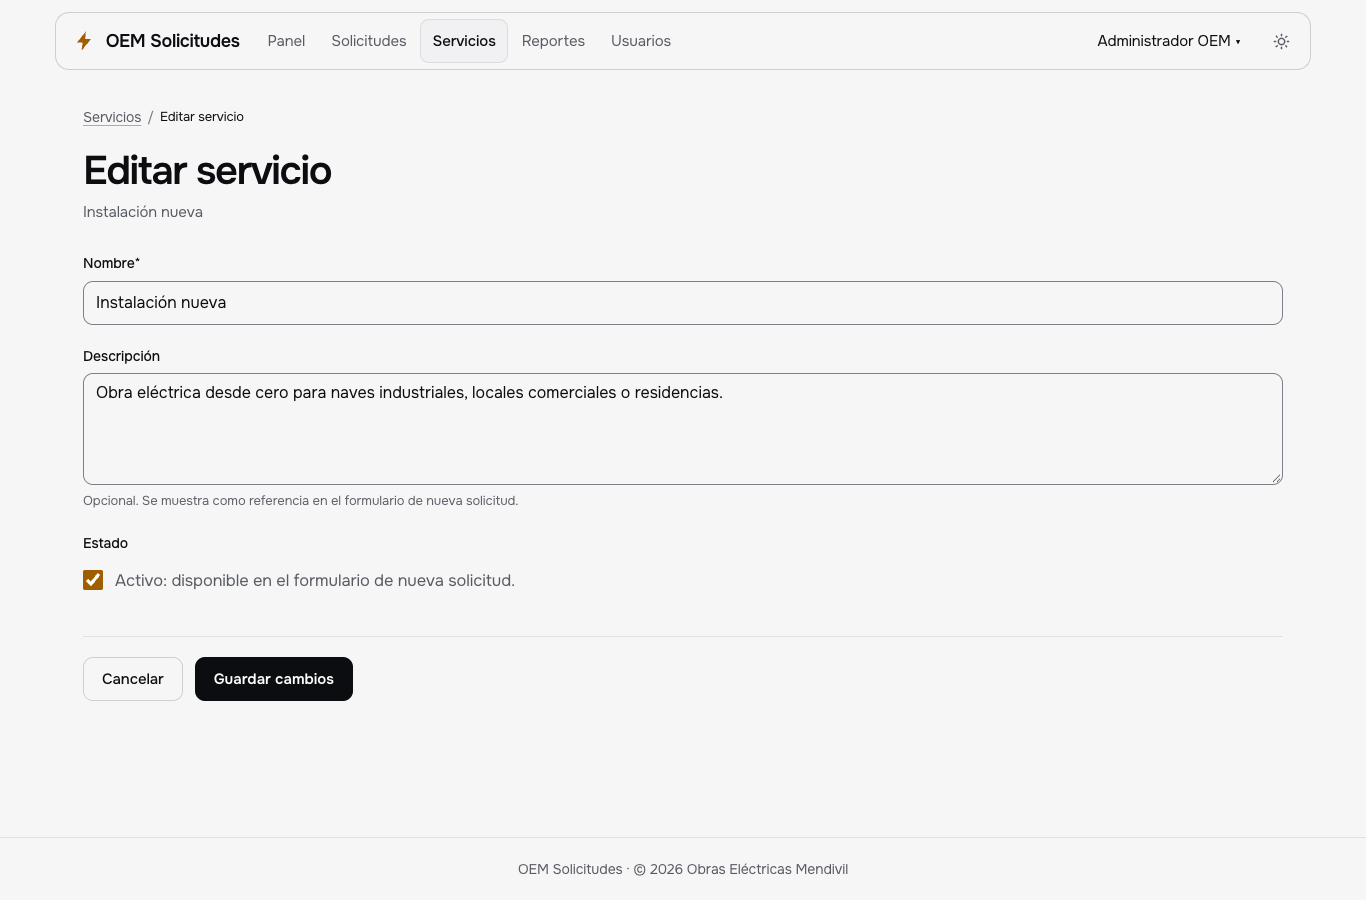 OEM Solicitudes Panel Solicitudes Servicios Reportes Usuarios Administrador OEM ▾
Servicios / Editar servicio
Editar servicio
Instalación nueva
Nombre*
Instalación nueva
Descripción
Obra eléctrica desde cero para naves industriales, locales comerciales o residencias.
Opcional. Se muestra como referencia en el formulario de nueva solicitud.
Estado
Activo: disponible en el formulario de nueva solicitud.
Cancelar Guardar cambios
OEM Solicitudes · © 2026 Obras Eléctricas Mendivil